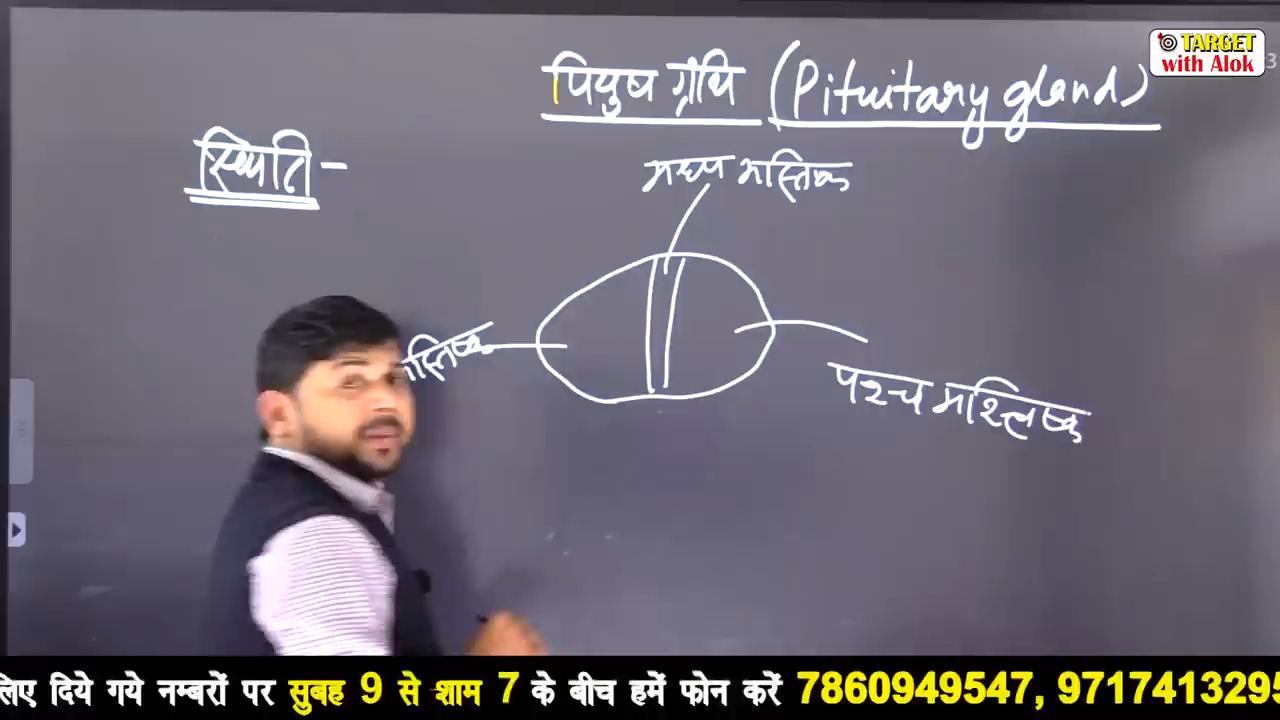 TARGET
with Alok
पियुष ग्रंथि (Pituitary gland)
स्थिति -
मध्य मस्तिष्क
पश्च मस्तिष्क
लिए दिये गये नम्बरों पर सुबह 9 से शाम 7 के बीच हमें फोन करें 7860949547, 971741329